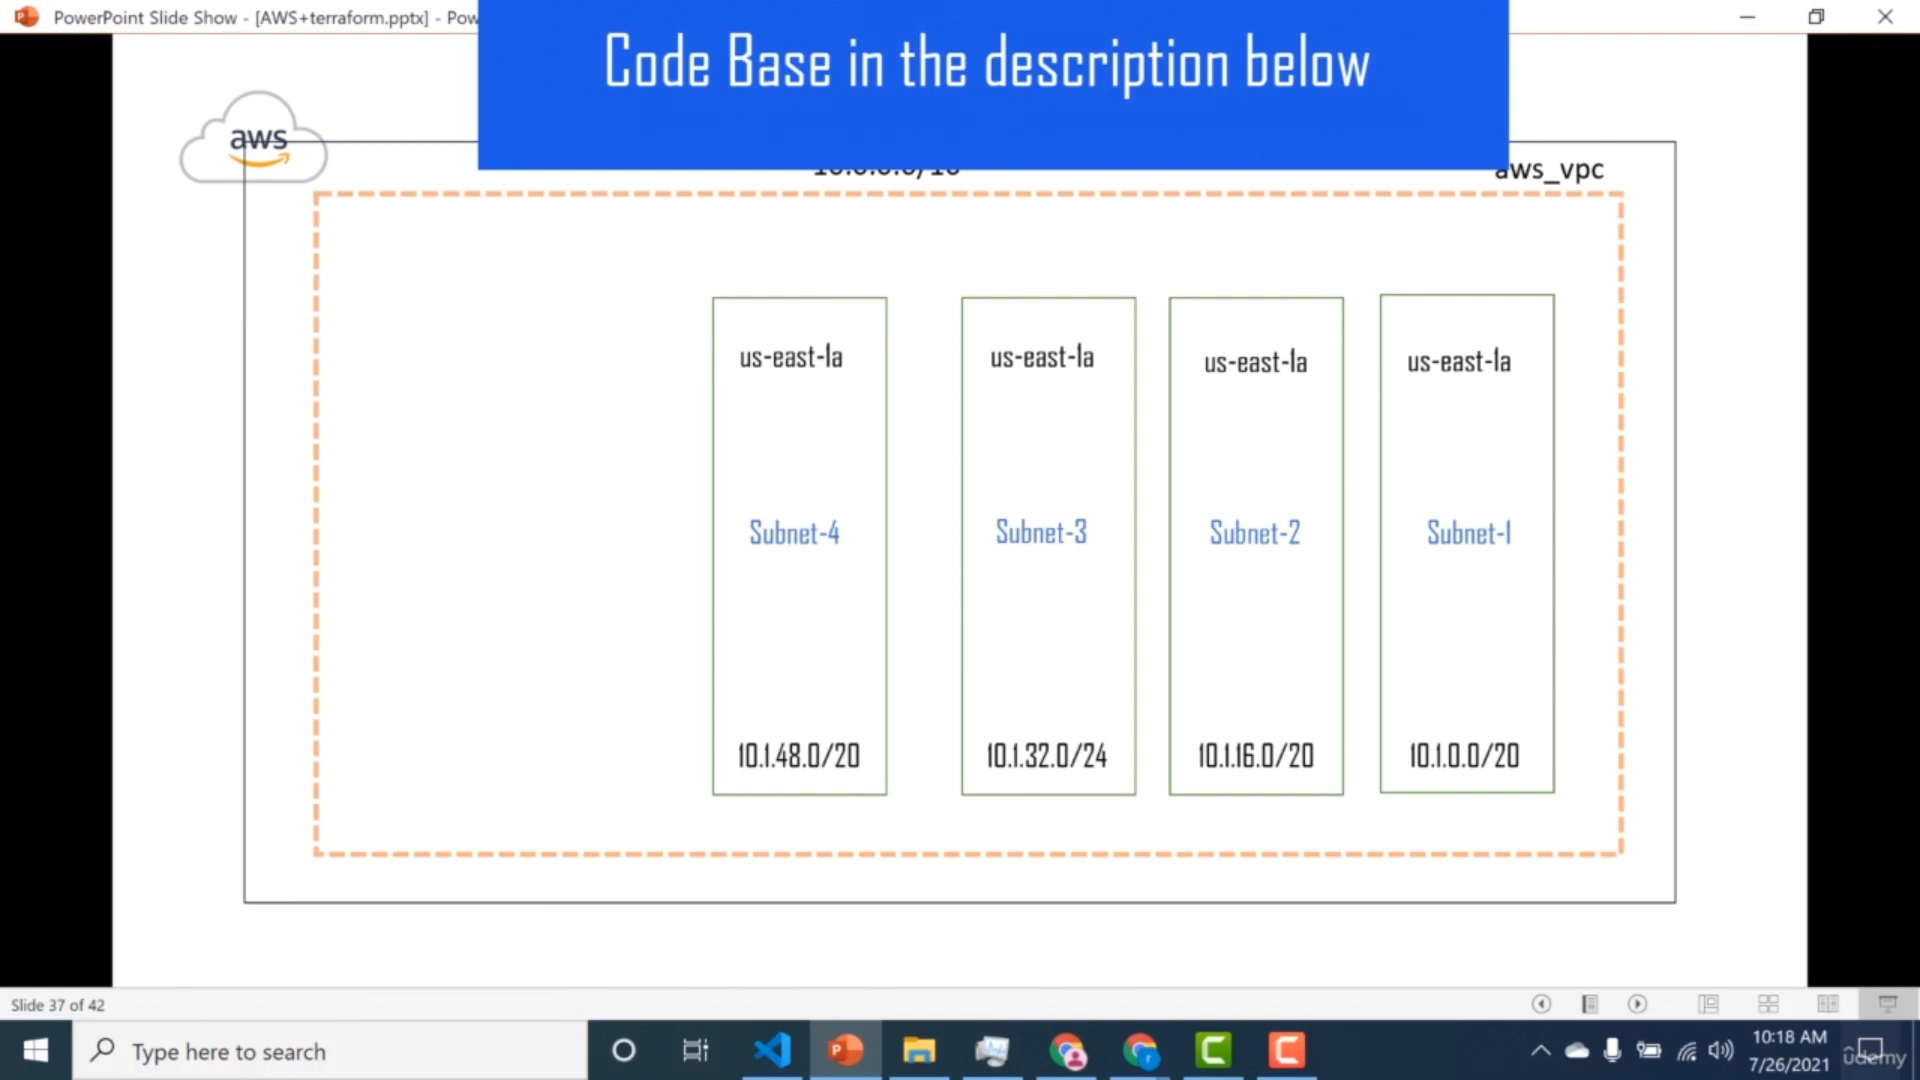 PowerPoint Slide Show - [AWS+terraform.pptx] - Pow
Code Base in the description below
aws
aws_vpc
us-east-1a
us-east-1a
us-east-1a
us-east-1a
Subnet-4
Subnet-3
Subnet-2
Subnet-1
10.1.48.0/20
10.1.32.0/24
10.1.16.0/20
10.1.0.0/20
Slide 37 of 42
Type here to search
10:18 AM
7/26/2021
ûdemy